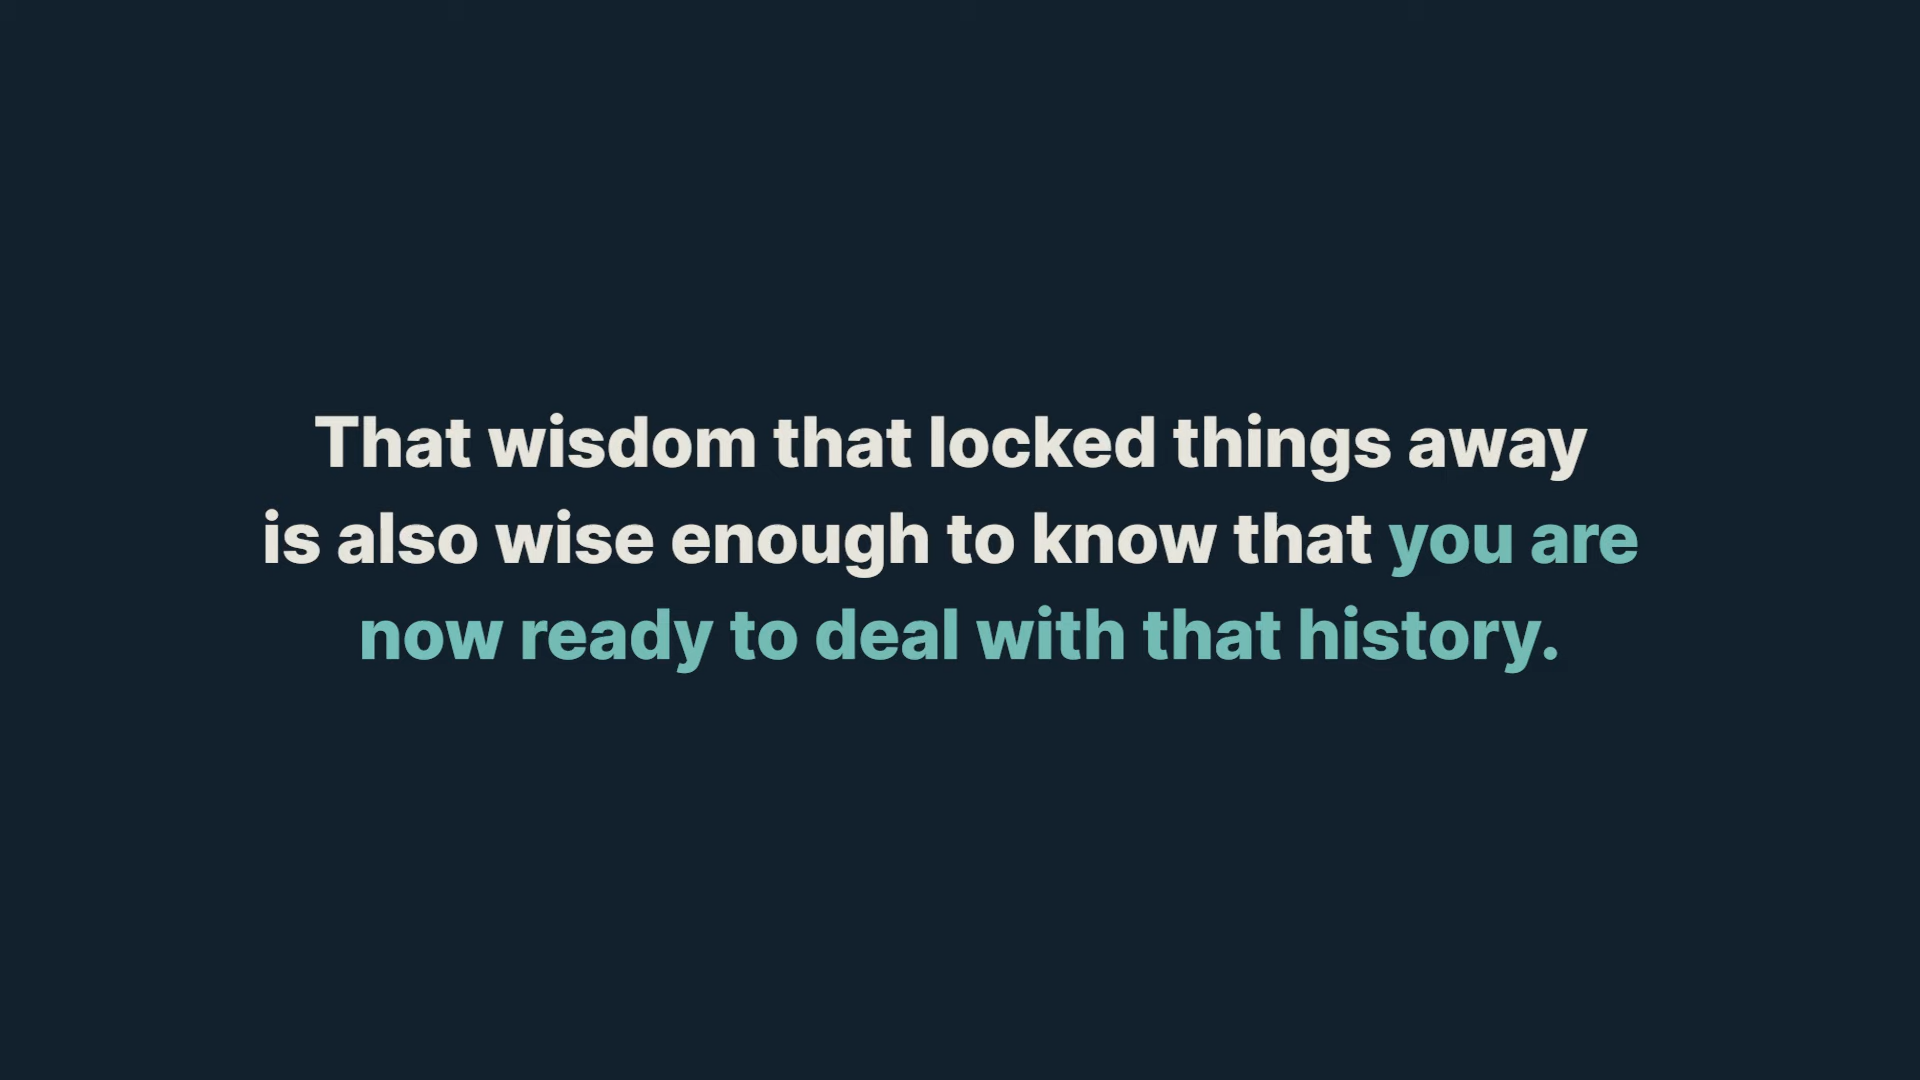 That wisdom that locked things away
is also wise enough to know that you are
now ready to deal with that history.